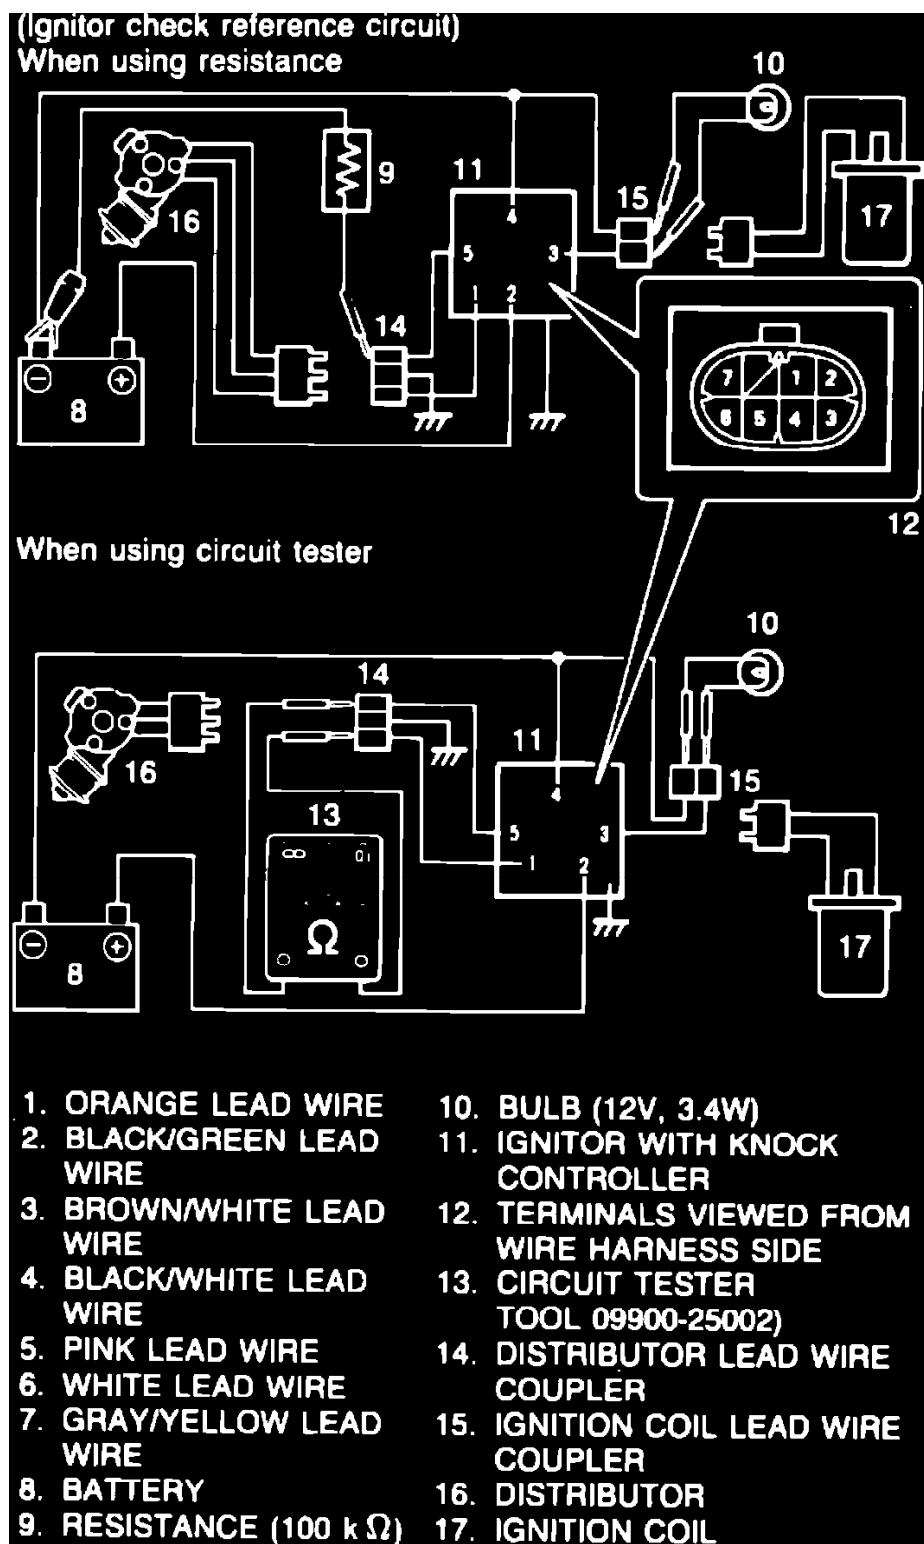 (Ignitor check reference circuit)
When using resistance
10
9
11
15
16
4
17
5
3
1
2
14
8
7
1
2
6
5
4
3
12
When using circuit tester
10
14
11
16
15
4
13
5
3
1
2
Ω
8
17
1. ORANGE LEAD WIRE
2. BLACK/GREEN LEAD
WIRE
3. BROWN/WHITE LEAD
WIRE
4. BLACK/WHITE LEAD
WIRE
5. PINK LEAD WIRE
6. WHITE LEAD WIRE
7. GRAY/YELLOW LEAD
WIRE
8. BATTERY
9. RESISTANCE (100 k Ω)
10. BULB (12V, 3.4W)
11. IGNITOR WITH KNOCK
CONTROLLER
12. TERMINALS VIEWED FROM
WIRE HARNESS SIDE
13. CIRCUIT TESTER
TOOL 09900-25002)
14. DISTRIBUTOR LEAD WIRE
COUPLER
15. IGNITION COIL LEAD WIRE
COUPLER
16. DISTRIBUTOR
17. IGNITION COIL